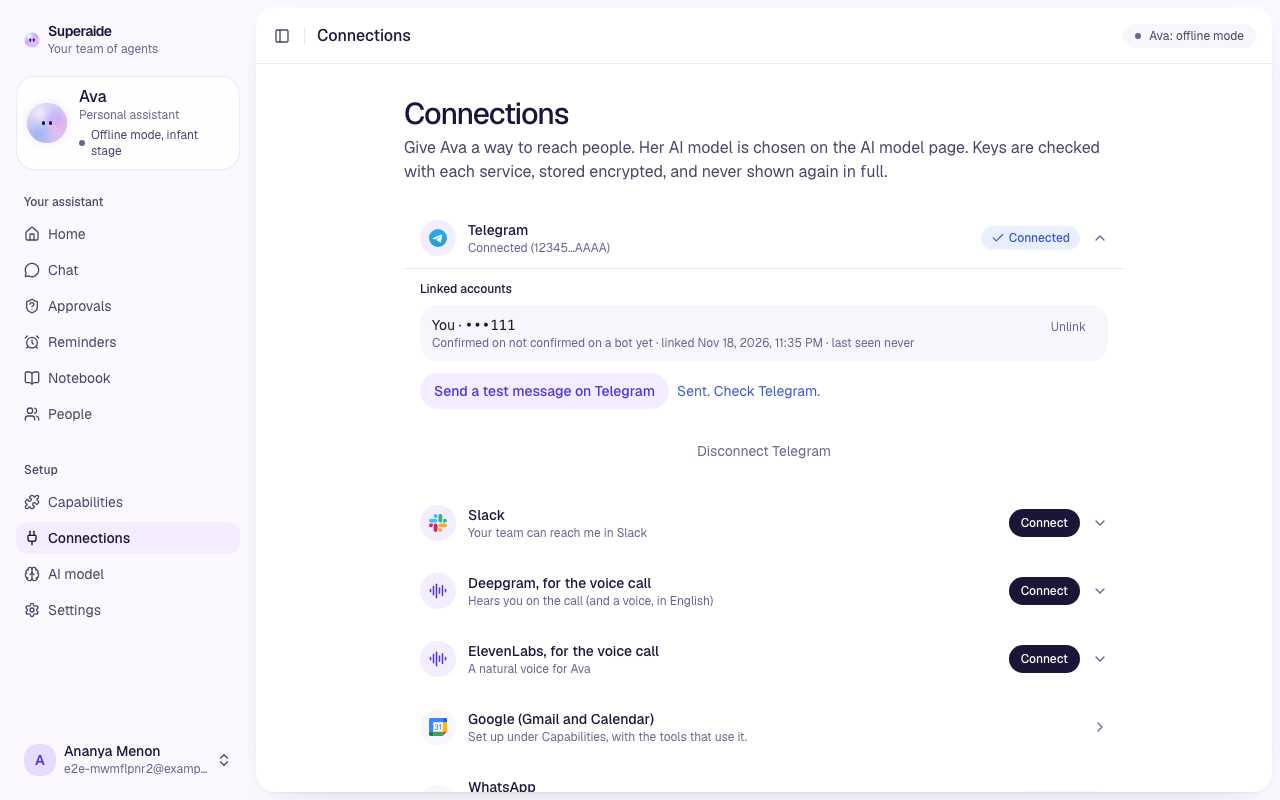 Superaide
Your team of agents
Ava
Personal assistant
Offline mode, infant
stage
Your assistant
Home
Chat
Approvals
Reminders
Notebook
People
Setup
Capabilities
Connections
AI model
Settings
A
Ananya Menon
e2e-mwmflpnr2@examp...
Connections
Ava: offline mode
Connections
Give Ava a way to reach people. Her AI model is chosen on the AI model page. Keys are checked
with each service, stored encrypted, and never shown again in full.
Telegram
Connected (12345…AAAA)
Connected
Linked accounts
You · •••111
Unlink
Confirmed on not confirmed on a bot yet · linked Nov 18, 2026, 11:35 PM · last seen never
Send a test message on Telegram
Sent. Check Telegram.
Disconnect Telegram
Slack
Your team can reach me in Slack
Connect
Deepgram, for the voice call
Hears you on the call (and a voice, in English)
Connect
ElevenLabs, for the voice call
A natural voice for Ava
Connect
31
Google (Gmail and Calendar)
Set up under Capabilities, with the tools that use it.
WhatsApp